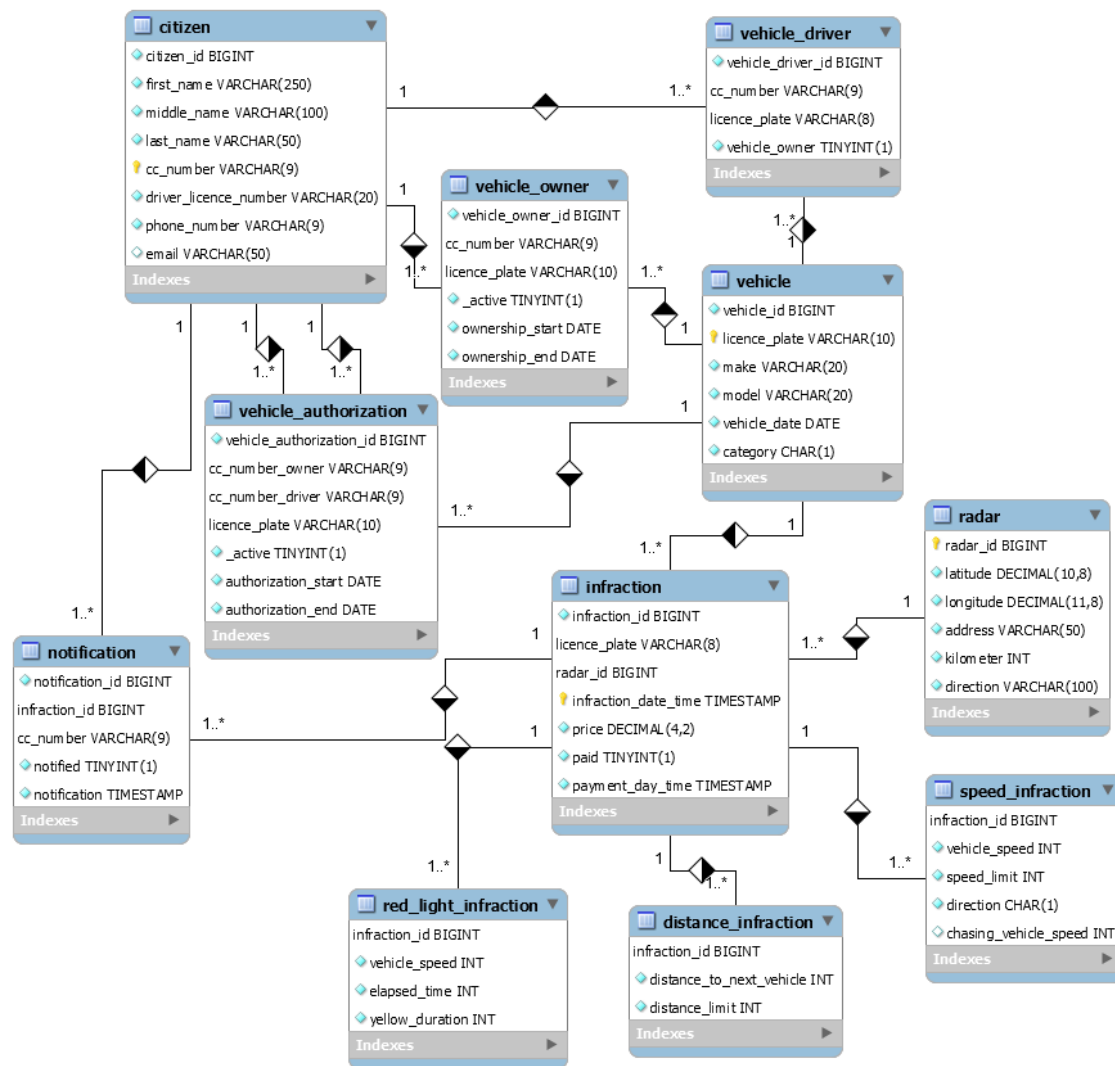 citizen
citizen_id BIGINT
first_name VARCHAR(250)
middle_name VARCHAR(100)
last_name VARCHAR(50)
cc_number VARCHAR(9)
driver_licence_number VARCHAR(20)
phone_number VARCHAR(9)
email VARCHAR(50)
Indexes
vehicle_driver
vehicle_driver_id BIGINT
cc_number VARCHAR(9)
licence_plate VARCHAR(8)
vehicle_owner TINYINT(1)
Indexes
1
1..*
vehicle_owner
vehicle_owner_id BIGINT
cc_number VARCHAR(9)
licence_plate VARCHAR(10)
_active TINYINT(1)
ownership_start DATE
ownership_end DATE
Indexes
1
1..*
1..*
1
1..*
1
vehicle
vehicle_id BIGINT
licence_plate VARCHAR(10)
make VARCHAR(20)
model VARCHAR(20)
vehicle_date DATE
category CHAR(1)
Indexes
1
1
1..*
1
1..*
vehicle_authorization
vehicle_authorization_id BIGINT
cc_number_owner VARCHAR(9)
cc_number_driver VARCHAR(9)
licence_plate VARCHAR(10)
_active TINYINT(1)
authorization_start DATE
authorization_end DATE
Indexes
1
1..*
1
1..*
1..*
radar
radar_id BIGINT
latitude DECIMAL(10,8)
longitude DECIMAL(11,8)
address VARCHAR(50)
kilometer INT
direction VARCHAR(100)
Indexes
infraction
infraction_id BIGINT
licence_plate VARCHAR(8)
radar_id BIGINT
infraction_date_time TIMESTAMP
price DECIMAL(4,2)
paid TINYINT(1)
payment_day_time TIMESTAMP
Indexes
1
1..*
notification
notification_id BIGINT
infraction_id BIGINT
cc_number VARCHAR(9)
notified TINYINT(1)
notification TIMESTAMP
Indexes
1
1..*
1
1..*
1
1..*
1
1..*
speed_infraction
infraction_id BIGINT
vehicle_speed INT
speed_limit INT
direction CHAR(1)
chasing_vehicle_speed INT
Indexes
red_light_infraction
infraction_id BIGINT
vehicle_speed INT
elapsed_time INT
yellow_duration INT
Indexes
distance_infraction
infraction_id BIGINT
distance_to_next_vehicle INT
distance_limit INT
Indexes